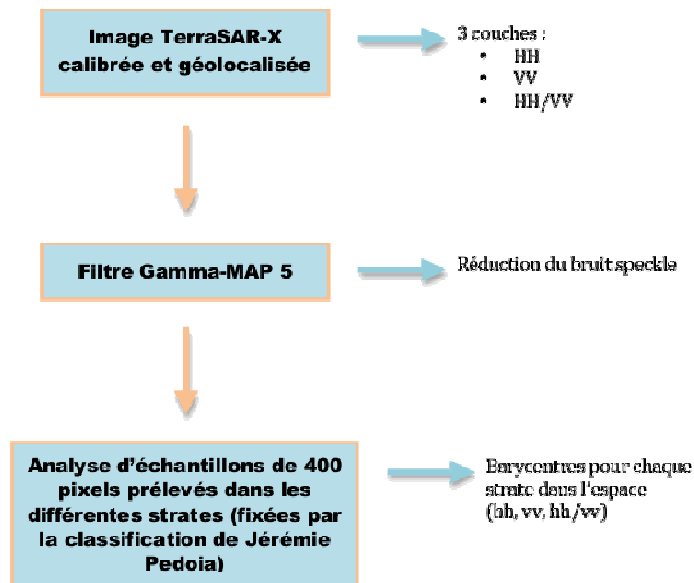 Image TerraSAR-X
calibrée et géolocalisée
3 couches :
• HH
• VV
• HH/VV
Filtre Gamma-MAP 5
Réduction du bruit speckle
Analyse d'échantillons de 400
pixels prélevés dans les
différentes strates (fixées par
la classification de Jérémie
Pedoia)
Barycentres pour chaque
strate dans l'espace
(hh, vv, hh/vv)